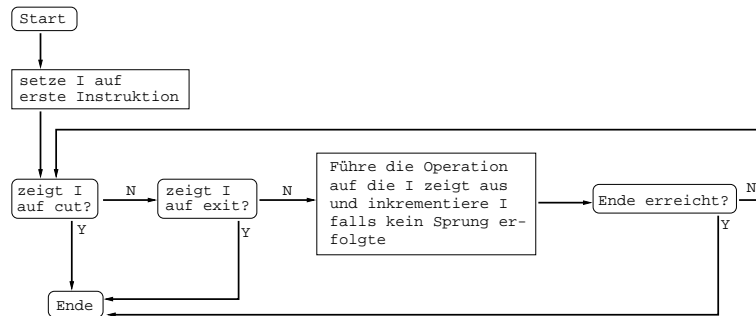 Start
setze I auf
erste Instruktion
zeigt I
auf cut?
N
zeigt I
auf exit?
N
Führe die Operation
auf die I zeigt aus
und inkrementiere I
falls kein Sprung er-
folgte
Ende erreicht?
N
Y
Y
Y
Ende